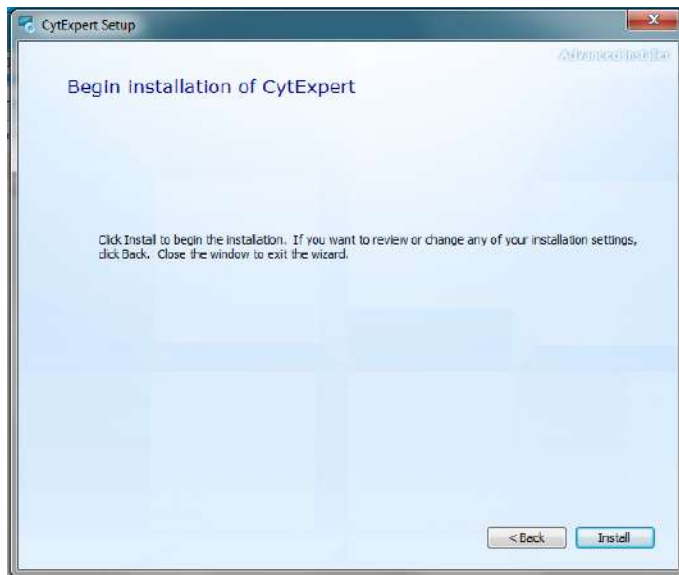 CytExpert Setup
Advanced Installer
Begin installation of CytExpert
Click Install to begin the installation. If you want to review or change any of your installation settings,
click Back. Close the window to exit the wizard.
< Back
Install